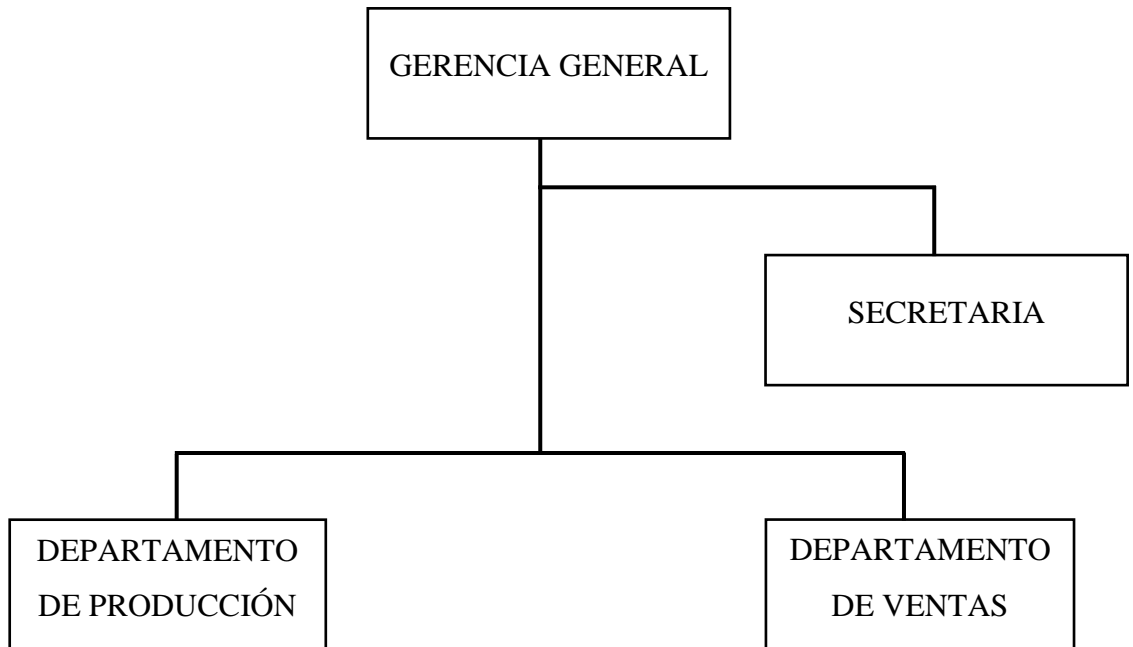 GERENCIA GENERAL
SECRETARIA
DEPARTAMENTO
DE PRODUCCIÓN
DEPARTAMENTO
DE VENTAS